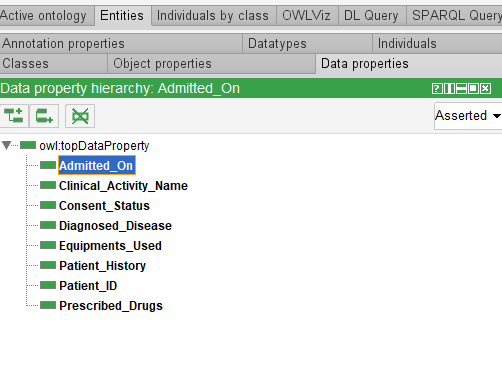 Active ontology Entities Individuals by class OWLViz DL Query SPARQL Query
Annotation properties Datatypes Individuals
Classes Object properties Data properties
Data property hierarchy: Admitted_On
Asserted
owl:topDataProperty
Admitted_On
Clinical_Activity_Name
Consent_Status
Diagnosed_Disease
Equipments_Used
Patient_History
Patient_ID
Prescribed_Drugs